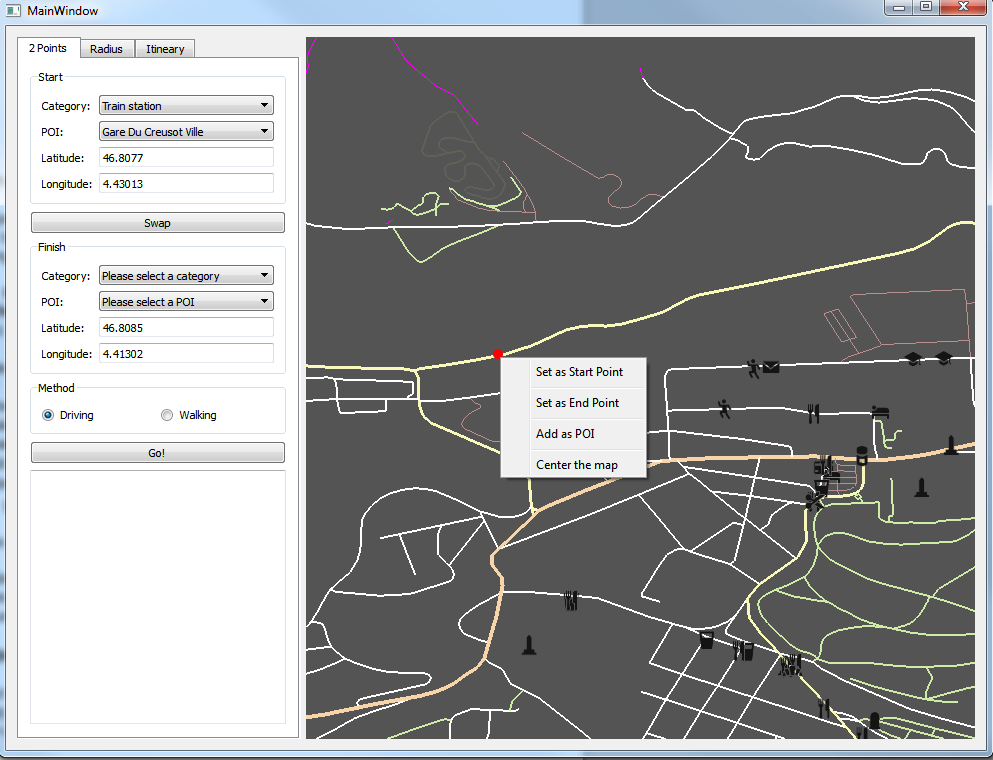 MainWindow
2 Points
Radius
Itineary
Start
Category: Train station
POI: Gare Du Creusot Ville
Latitude: 46.8077
Longitude: 4.43013
Swap
Finish
Category: Please select a category
POI: Please select a POI
Latitude: 46.8085
Longitude: 4.41302
Method
Driving
Walking
Go!
Set as Start Point
Set as End Point
Add as POI
Center the map